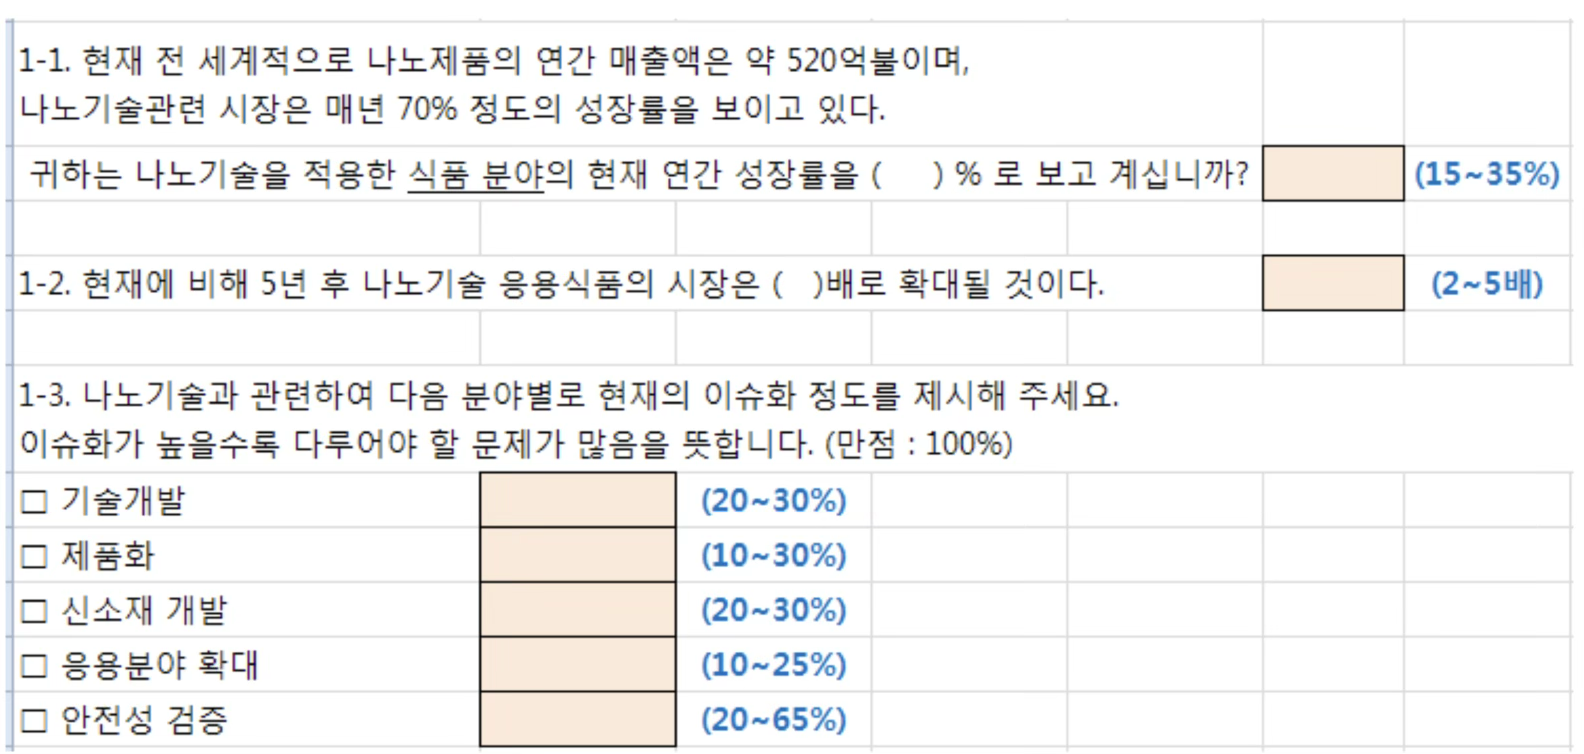 1-1. 현재 전 세계적으로 나노제품의 연간 매출액은 약 520억불이며,
나노기술관련 시장은 매년 70% 정도의 성장률을 보이고 있다.
귀하는 나노기술을 적용한 식품 분야의 현재 연간 성장률을 (    ) % 로 보고 계십니까? (15~35%)
1-2. 현재에 비해 5년 후 나노기술 응용식품의 시장은 (   )배로 확대될 것이다. (2~5배)
1-3. 나노기술과 관련하여 다음 분야별로 현재의 이슈화 정도를 제시해 주세요.
이슈화가 높을수록 다루어야 할 문제가 많음을 뜻합니다. (만점 : 100%)
□ 기술개발 (20~30%)
□ 제품화 (10~30%)
□ 신소재 개발 (20~30%)
□ 응용분야 확대 (10~25%)
□ 안전성 검증 (20~65%)